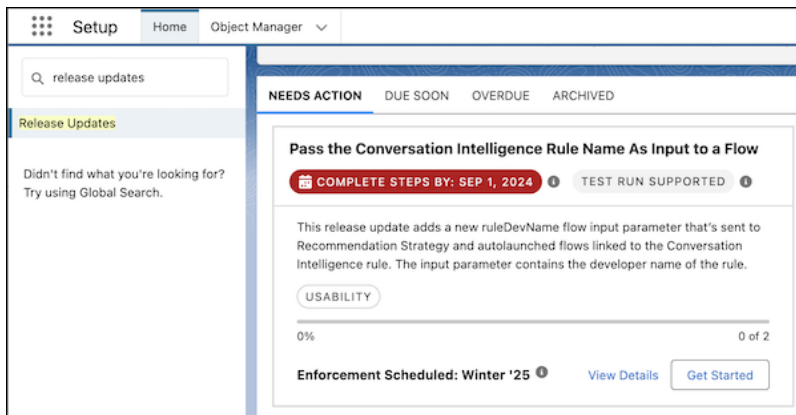 Setup
Home
Object Manager
release updates
Release Updates
Didn't find what you're looking for?
Try using Global Search.
NEEDS ACTION
DUE SOON
OVERDUE
ARCHIVED
Pass the Conversation Intelligence Rule Name As Input to a Flow
COMPLETE STEPS BY: SEP 1, 2024
TEST RUN SUPPORTED
This release update adds a new ruleDevName flow input parameter that's sent to
Recommendation Strategy and autolaunched flows linked to the Conversation
Intelligence rule. The input parameter contains the developer name of the rule.
USABILITY
0%
0 of 2
Enforcement Scheduled: Winter '25
View Details
Get Started